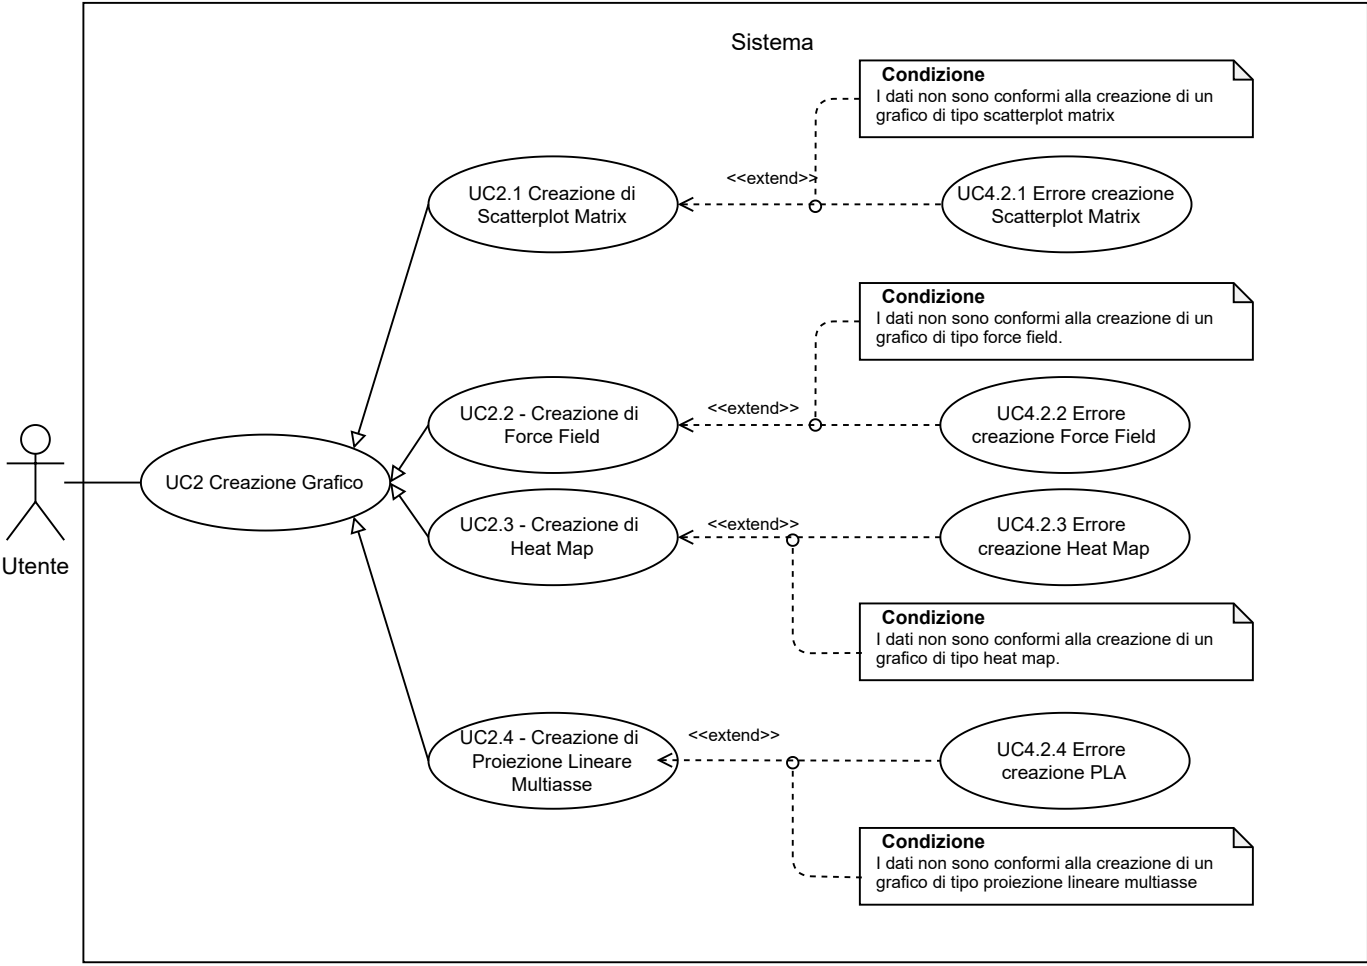 Sistema
Condizione
I dati non sono conformi alla creazione di un
grafico di tipo scatterplot matrix
<<extend>>
UC2.1 Creazione di
Scatterplot Matrix
UC4.2.1 Errore creazione
Scatterplot Matrix
Condizione
I dati non sono conformi alla creazione di un
grafico di tipo force field.
<<extend>>
UC2.2 - Creazione di
Force Field
UC4.2.2 Errore
creazione Force Field
Utente
UC2 Creazione Grafico
<<extend>>
UC2.3 - Creazione di
Heat Map
UC4.2.3 Errore
creazione Heat Map
Condizione
I dati non sono conformi alla creazione di un
grafico di tipo heat map.
<<extend>>
UC2.4 - Creazione di
Proiezione Lineare
Multiasse
UC4.2.4 Errore
creazione PLA
Condizione
I dati non sono conformi alla creazione di un
grafico di tipo proiezione lineare multiasse